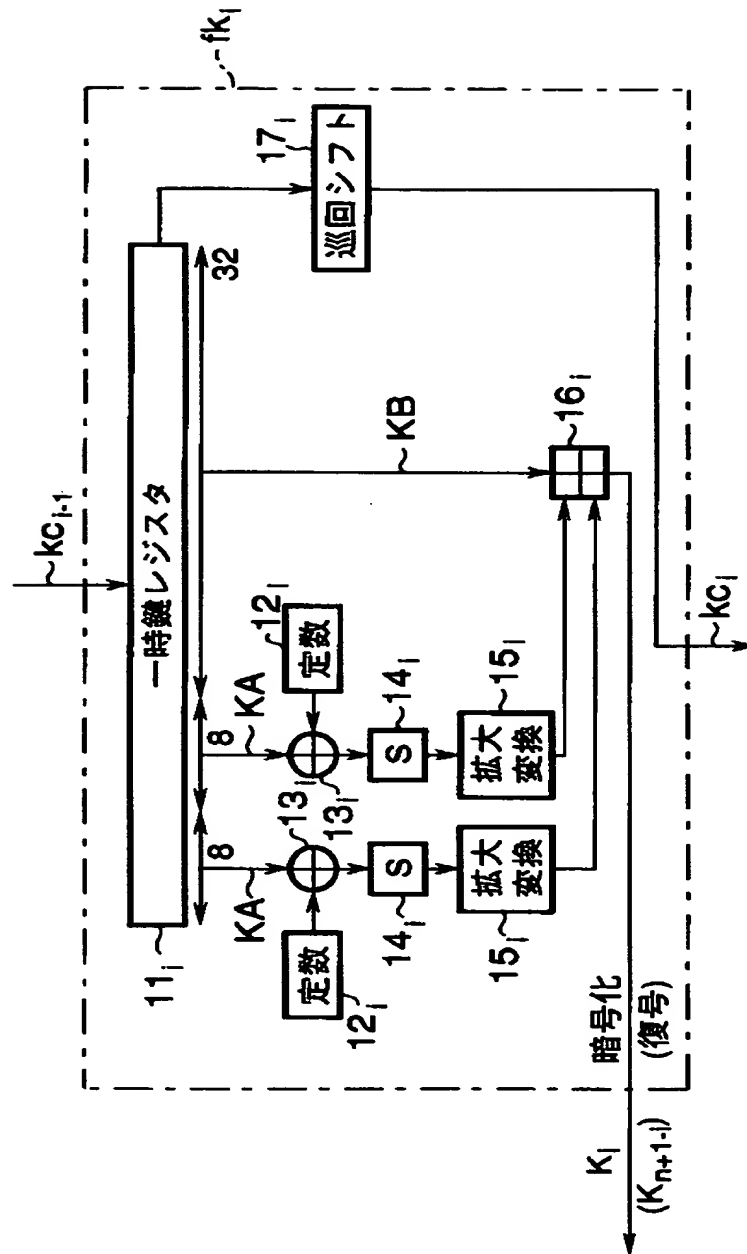 kc_{i-1}
fk_i
一時鍵レジスタ
11_i
8
8
32
KA
KA
KB
定数
12_i
定数
12_i
13_i
13_i
S
14_i
S
14_i
拡大
変換
15_i
拡大
変換
15_i
16_i
17_i
巡回シフト
暗号化
(復号)
K_i
(K_{n+1-i})
kc_i